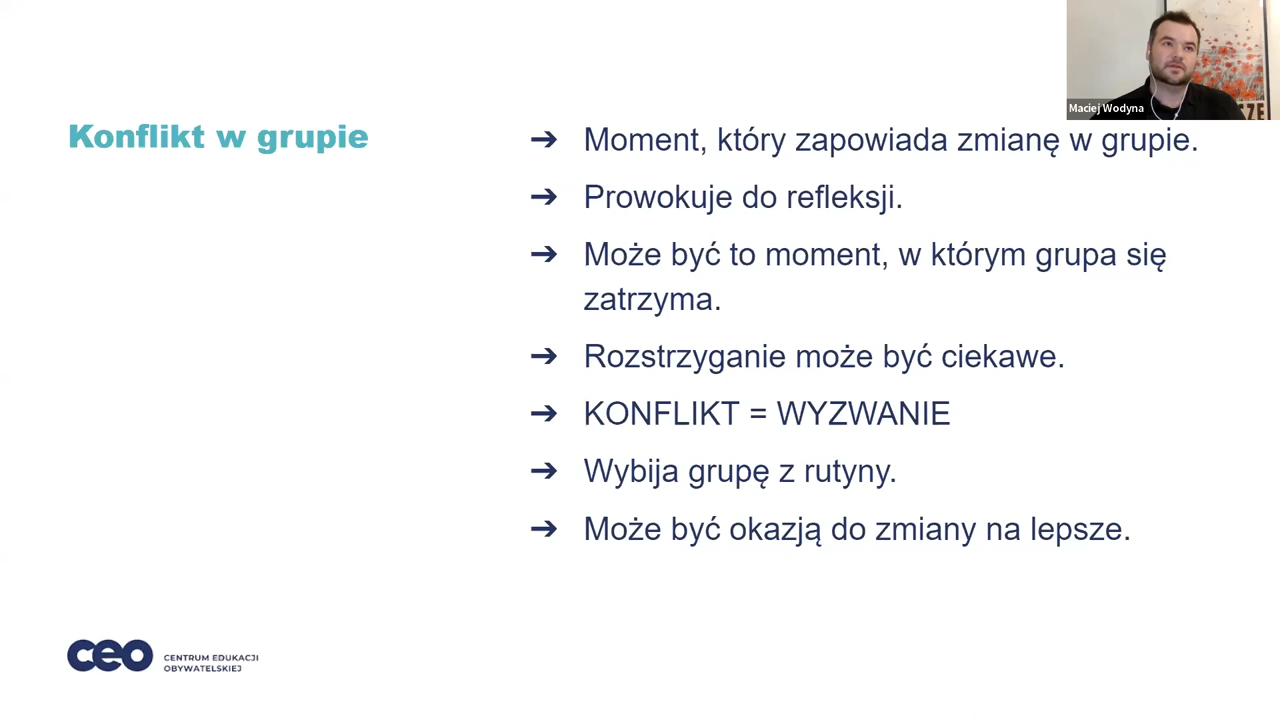 Maciej Wodyna
Konflikt w grupie
➔ Moment, który zapowiada zmianę w grupie.
➔ Prowokuje do refleksji.
➔ Może być to moment, w którym grupa się
zatrzyma.
➔ Rozstrzyganie może być ciekawe.
➔ KONFLIKT = WYZWANIE
➔ Wybija grupę z rutyny.
➔ Może być okazją do zmiany na lepsze.
ceo
CENTRUM EDUKACJI
OBYWATELSKIEJ